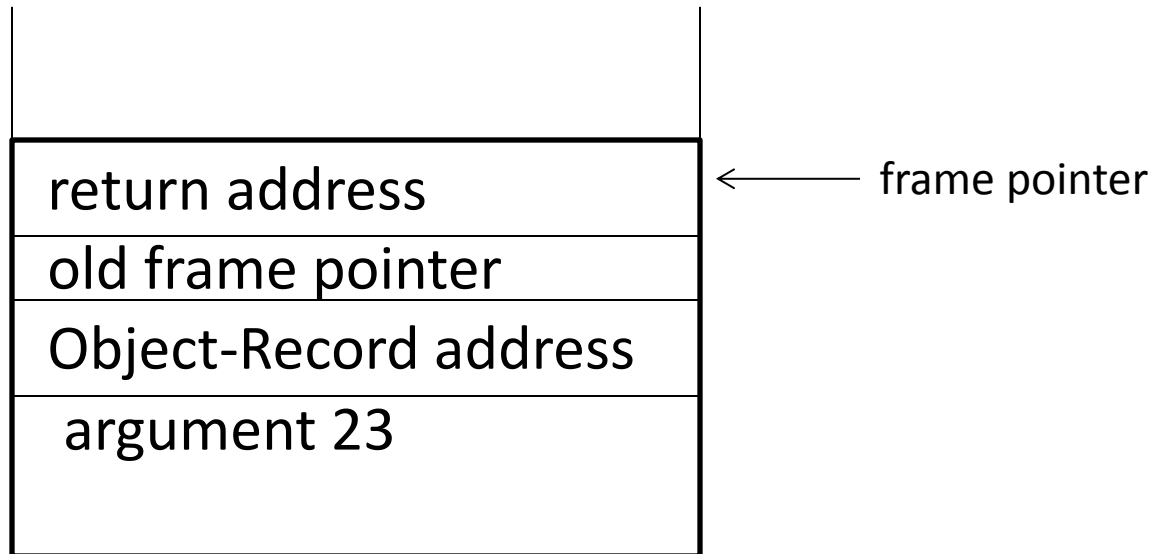 return address
frame pointer
old frame pointer
Object-Record address
argument 23